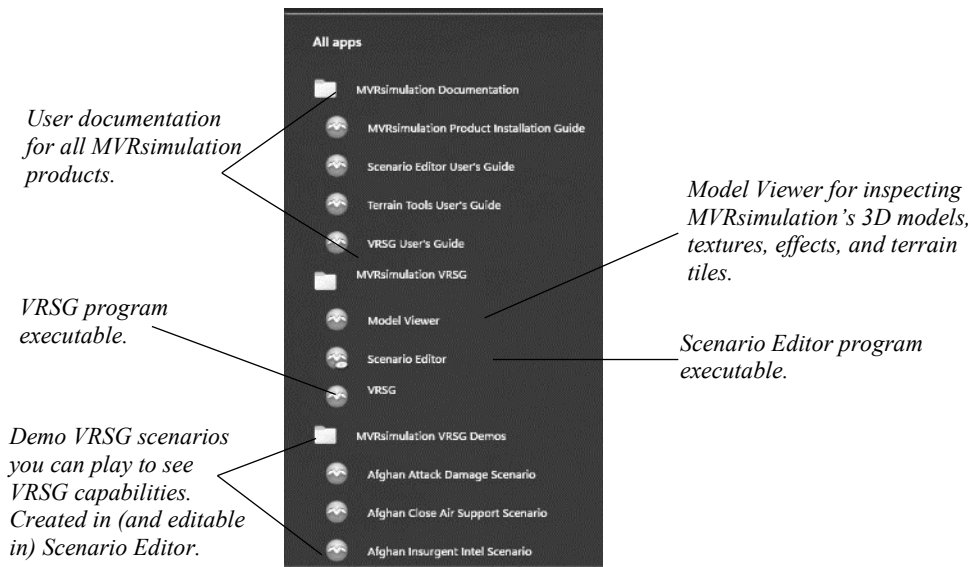 All apps
MVRsimulation Documentation
MVRsimulation Product Installation Guide
Scenario Editor User's Guide
Terrain Tools User's Guide
VRSG User's Guide
MVRsimulation VRSG
Model Viewer
Scenario Editor
VRSG
MVRsimulation VRSG Demos
Afghan Attack Damage Scenario
Afghan Close Air Support Scenario
Afghan Insurgent Intel Scenario
User documentation
for all MVRsimulation
products.
VRSG program
executable.
Demo VRSG scenarios
you can play to see
VRSG capabilities.
Created in (and editable
in) Scenario Editor.
Model Viewer for inspecting
MVRsimulation’s 3D models,
textures, effects, and terrain
tiles.
Scenario Editor program
executable.